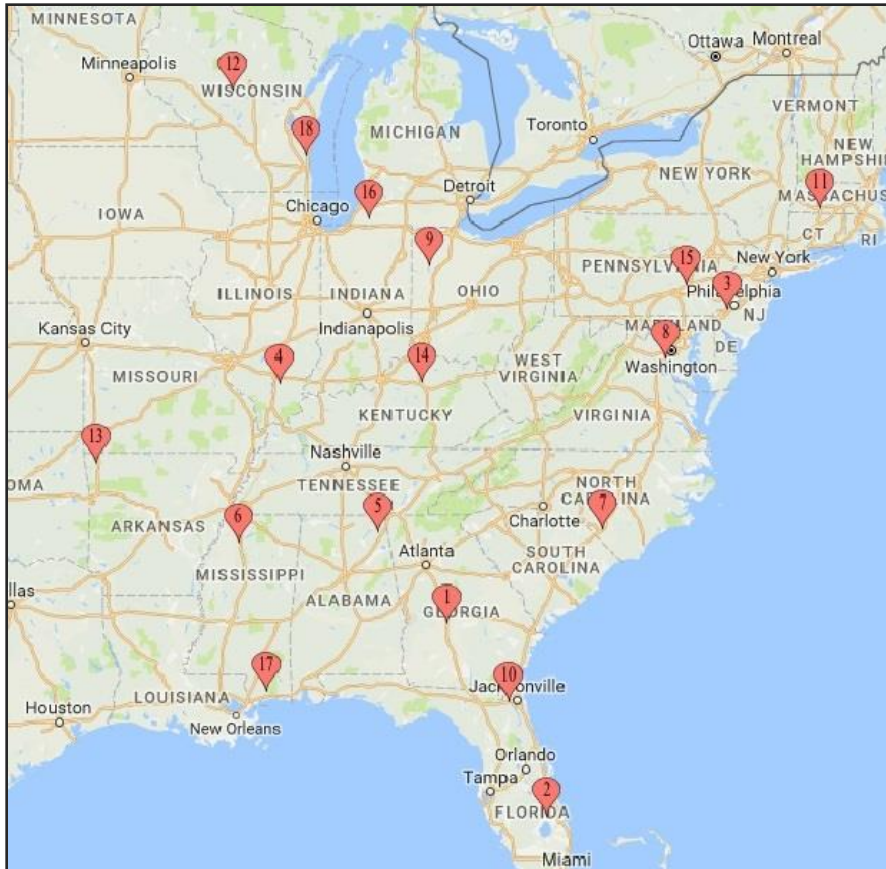 MINNESOTA
Ottawa
Montreal
Minneapolis
12
WISCONSIN
VERMONT
18
MICHIGAN
Toronto
NEW
HAMPSHI
NEW YORK
11
MASSACHUS
16
Detroit
IOWA
Chicago
CT
RI
9
15
PENNSYLVANIA
New York
ILLINOIS
INDIANA
OHIO
3
Philadelphia
NJ
Indianapolis
Kansas City
MARYLAND
8
DE
4
14
WEST
VIRGINIA
Washington
MISSOURI
KENTUCKY
VIRGINIA
13
Nashville
OMA
TENNESSEE
NORTH
CAROLINA
5
7
6
ARKANSAS
Charlotte
Atlanta
SOUTH
CAROLINA
MISSISSIPPI
llas
ALABAMA
1
GEORGIA
17
10
LOUISIANA
Jacksonville
Houston
New Orleans
Orlando
Tampa
2
FLORIDA
Miami